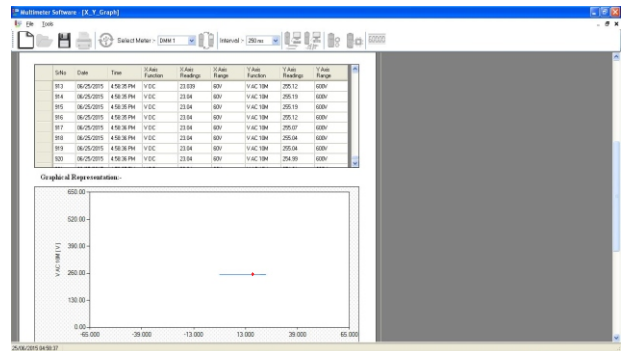 Multimeter Software - [X_Y_Graph]
File Tools
Select Meter :- DMM 1 Interval :- 250 ms
SrNo Date Time X Axis Function X Axis Readings X Axis Range Y Axis Function Y Axis Readings Y Axis Range
913 06/25/2015 4:58:35 PM V DC 23.039 60V V AC 10M 255.12 600V
914 06/25/2015 4:58:35 PM V DC 23.04 60V V AC 10M 255.19 600V
915 06/25/2015 4:58:35 PM V DC 23.04 60V V AC 10M 255.19 600V
916 06/25/2015 4:58:35 PM V DC 23.04 60V V AC 10M 255.12 600V
917 06/25/2015 4:58:36 PM V DC 23.04 60V V AC 10M 255.07 600V
918 06/25/2015 4:58:36 PM V DC 23.04 60V V AC 10M 255.04 600V
919 06/25/2015 4:58:36 PM V DC 23.04 60V V AC 10M 255.04 600V
920 06/25/2015 4:58:36 PM V DC 23.04 60V V AC 10M 254.99 600V
Graphical Representation:-
650.00
520.00
390.00
V AC 10M [ V ]
260.00
130.00
0.00
-65.000 -39.000 -13.000 13.000 39.000 65.000
25/06/2015 04:58:37